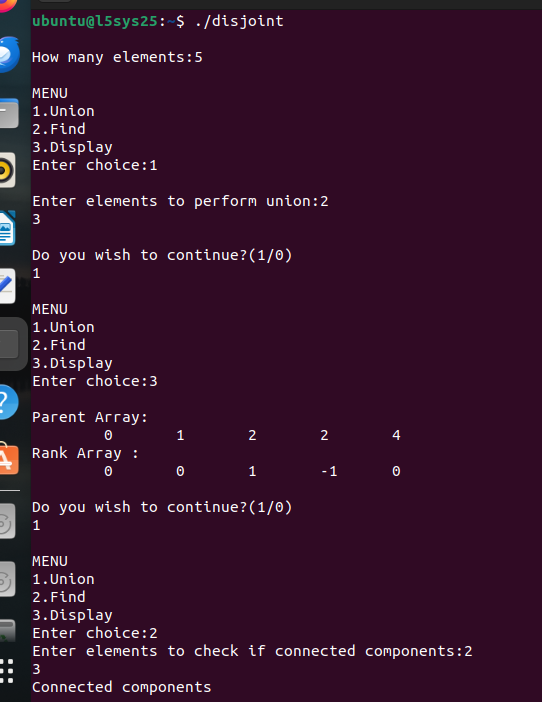 ubuntu@l5sys25:~$ ./disjoint
How many elements:5
MENU
1.Union
2.Find
3.Display
Enter choice:1
Enter elements to perform union:2
3
Do you wish to continue?(1/0)
1
MENU
1.Union
2.Find
3.Display
Enter choice:3
Parent Array:
0 1 2 2 4
Rank Array :
0 0 1 -1 0
Do you wish to continue?(1/0)
1
MENU
1.Union
2.Find
3.Display
Enter choice:2
Enter elements to check if connected components:2
3
Connected components